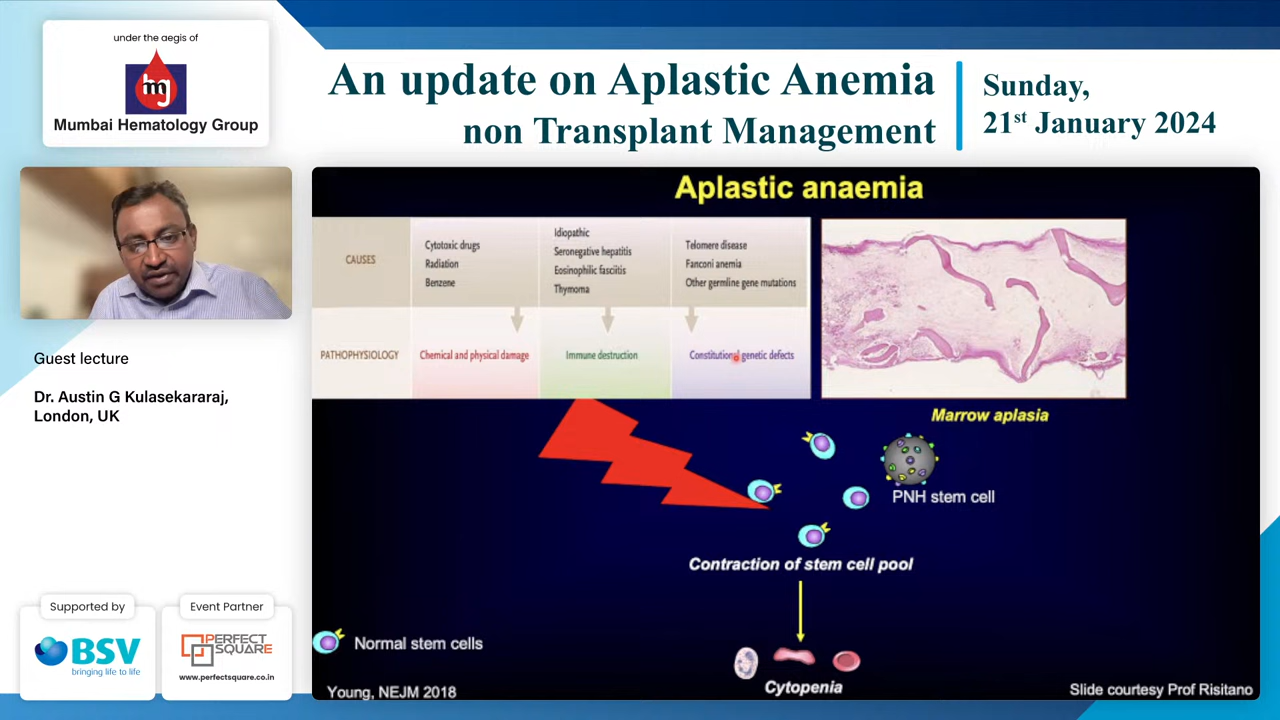 under the aegis of
mg
Mumbai Hematology Group
An update on Aplastic Anemia
non Transplant Management
Sunday,
21st January 2024
Guest lecture
Dr. Austin G Kulasekararaj,
London, UK
Supported by
BSV
bringing life to life
Event Partner
PERFECT
SQUARE
www.perfectsquare.co.in
Aplastic anaemia
CAUSES
Cytotoxic drugs
Radiation
Benzene
Idiopathic
Seronegative hepatitis
Eosinophilic fasciitis
Thymoma
Telomere disease
Fanconi anemia
Other germline gene mutations
PATHOPHYSIOLOGY
Chemical and physical damage
Immune destruction
Constitutional genetic defects
Marrow aplasia
PNH stem cell
Contraction of stem cell pool
Normal stem cells
Cytopenia
Young, NEJM 2018
Slide courtesy Prof Risitano